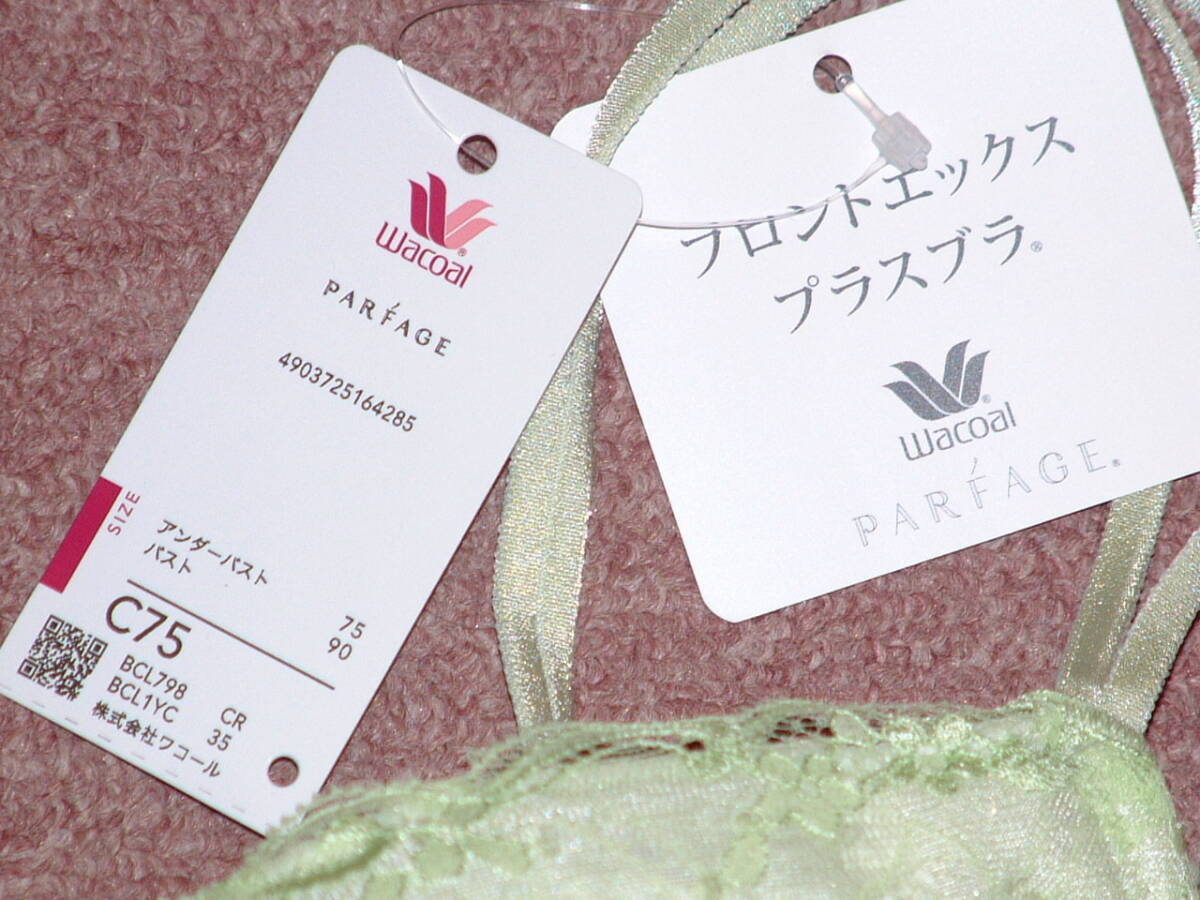 Wacoal®
PARFAGE
4903725164285
SIZE
アンダーバスト 75
バスト 90
C75
BCL798 CR
BCL1YC 35
株式会社ワコール
フロントエックス
プラスブラ®
Wacoal®
PARFAGE®